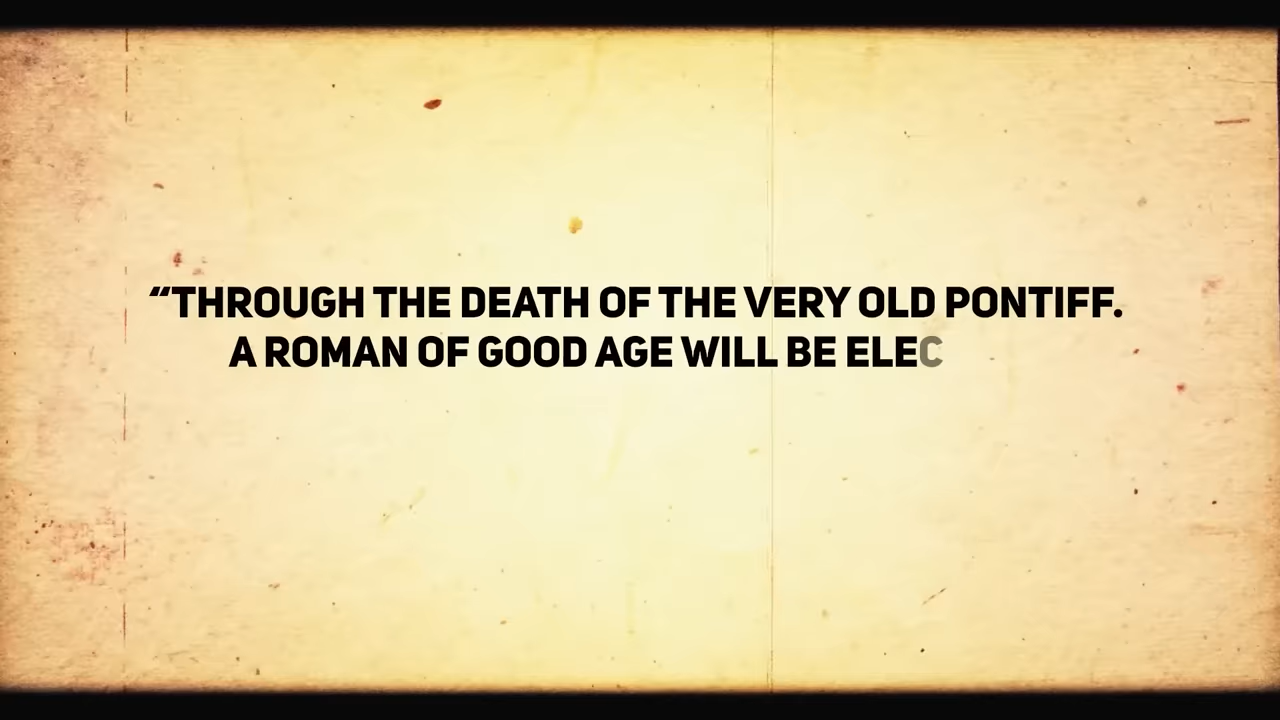 “THROUGH THE DEATH OF THE VERY OLD PONTIFF.
A ROMAN OF GOOD AGE WILL BE ELEC